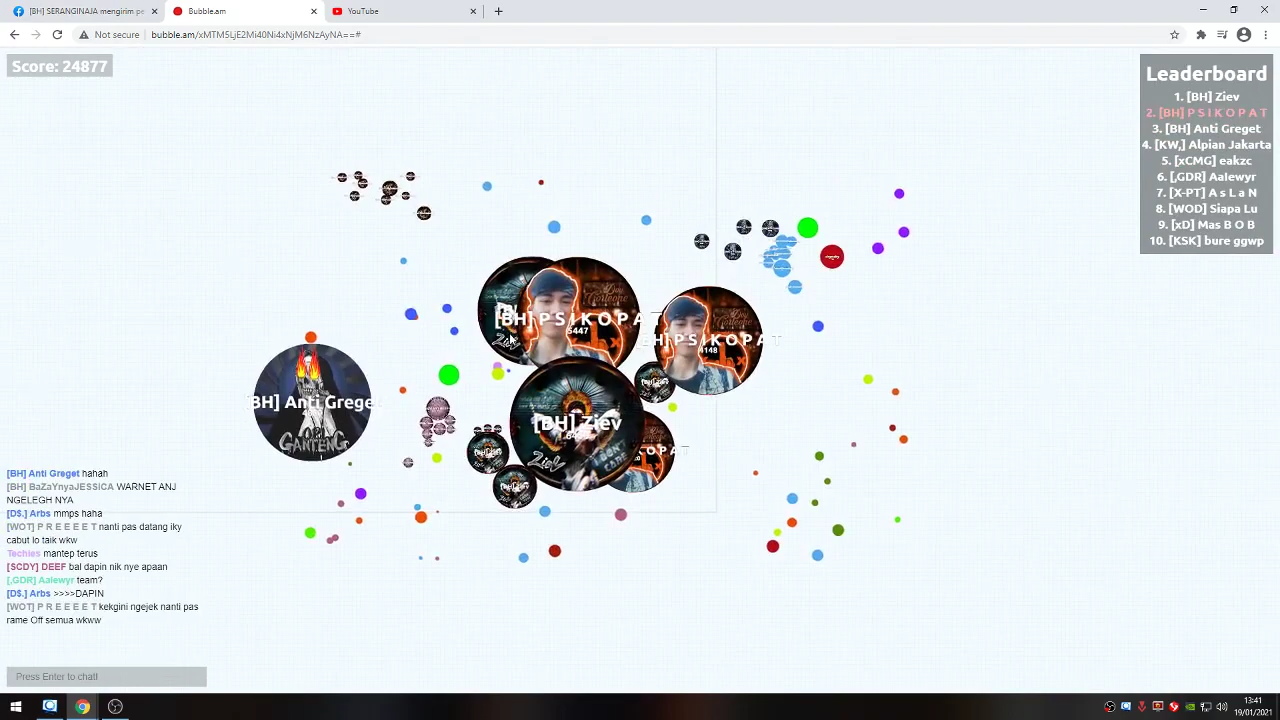 [BH] SERANGINAJA mengirim pe
Bubble.am
YouTube
Not secure
bubble.am/xMTM5LjE2Mi40Ni4xNjM6NzAyNA==#
Score: 24877
Leaderboard
1. [BH] Ziev
2. [BH] P S I K O P A T
3. [BH] Anti Greget
4. [KW,] Alpian Jakarta
5. [xCMG] eakzc
6. [,GDR] Aalewyr
7. [X-PT] A s L a N
8. [WOD] Siapa Lu
9. [xD] Mas B O B
10. [KSK] bure ggwp
[BH] P S I K O P A T
5447
BH] P S I K O P A T
4148
BH] Anti Greget
GANTENG
[BH] Ziev
Ziev
K O P A T
[BH] Anti Greget hahah
[BH] BaZaYnyaJESSICA WARNET ANJ
NGELEGH NYA
[D$.] Arbs mmps haha
[WOT] P R E E E E T nanti pas datang iky
cabut lo taik wkw
Techies mantep terus
[SCDY] DEEF bal dapin nik nye apaan
[,GDR] Aalewyr team?
[D$.] Arbs >>>>DAPIN
[WOT] P R E E E E T kekgini ngejek nanti pas
rame Off semua wkww
Press Enter to chat!
13:41
19/01/2021